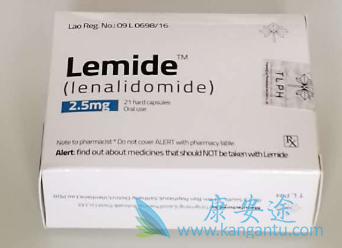 Lao Reg. No.: 09 L 0698/16
Lemide™
(lenalidomide)
2.5mg
21 hard capsules
Oral use
TLPH
Note to pharmacist: Do not cover ALERT with pharmacy lable.
Alert: find out about medicines that should NOT be taken with Lemide
Rx
康安途
www.kangantu.com